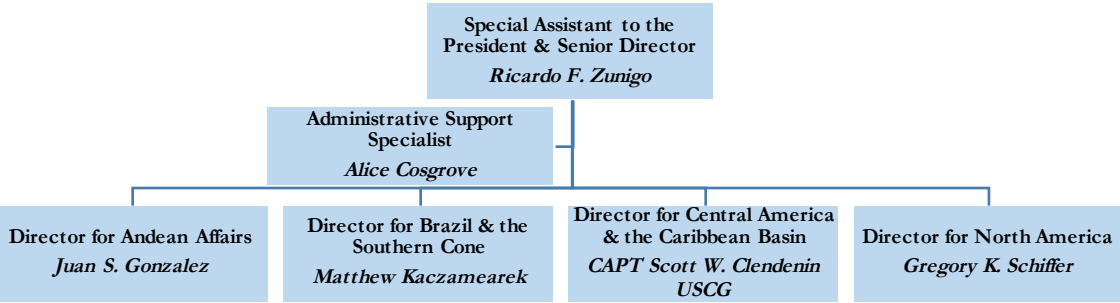 Special Assistant to the
President & Senior Director
Ricardo F. Zunigo
Administrative Support
Specialist
Alice Cosgrove
Director for Andean Affairs
Juan S. Gonzalez
Director for Brazil & the
Southern Cone
Matthew Kaczamearek
Director for Central America
& the Caribbean Basin
CAPT Scott W. Clendenin
USCG
Director for North America
Gregory K. Schiffer